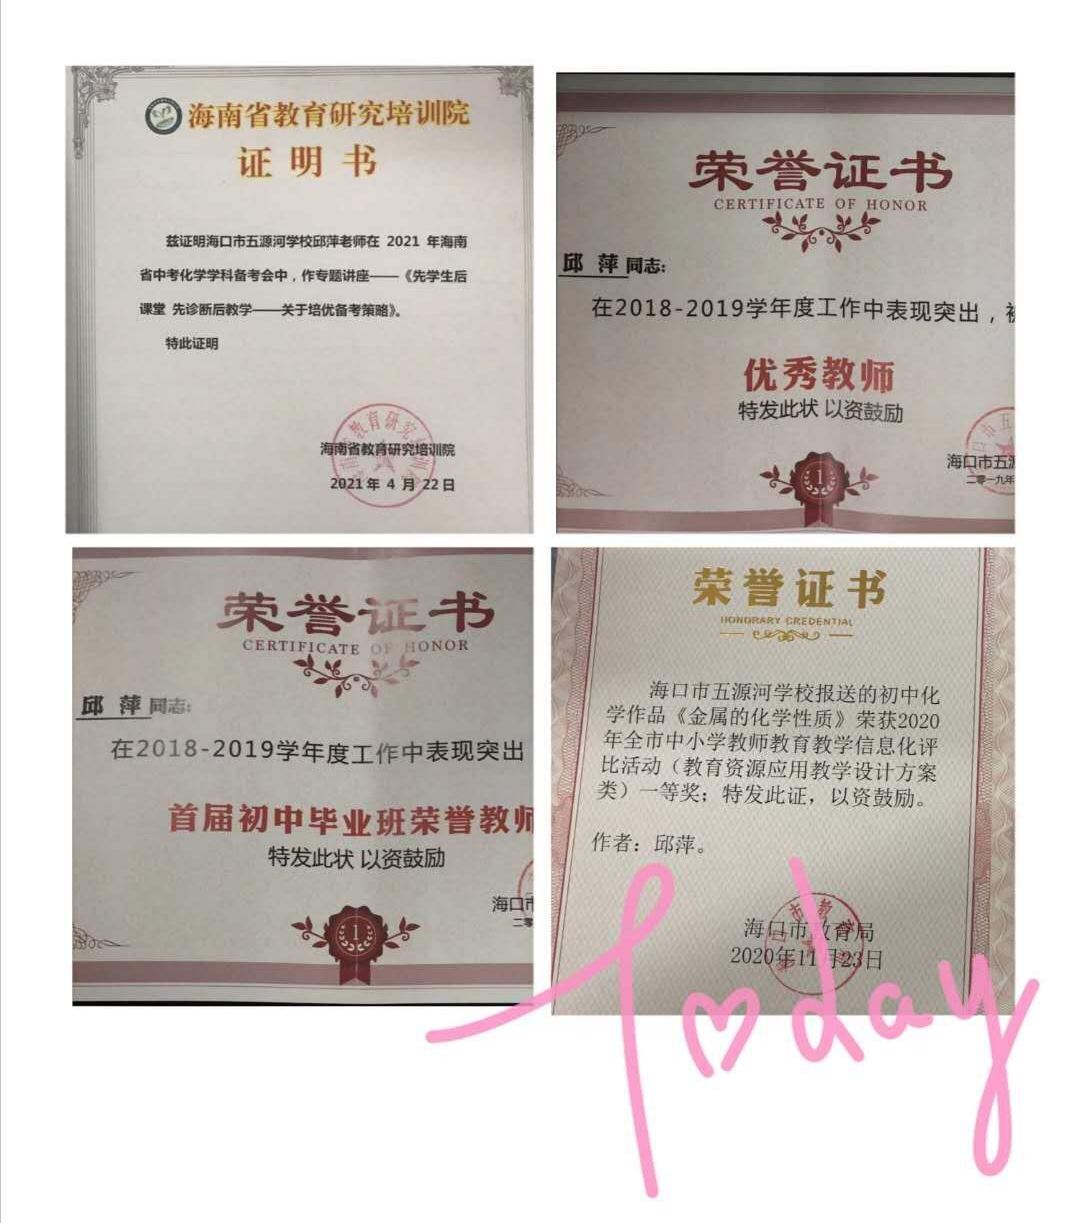 海南省教育研究培训院
证明书
兹证明海口市五源河学校邱萍老师在 2021 年海南
省中考化学学科备考会中，作专题讲座——《先学生后
课堂 先诊断后教学——关于培优备考策略》。
特此证明
海南省教育研究培训院
2021年 4 月 22日
荣誉证书
CERTIFICATE OF HONOR
邱 萍 同志：
在2018-2019学年度工作中表现突出，被
优秀教师
特发此状 以资鼓励
海口市五源
二零一九年
荣誉证书
CERTIFICATE OF HONOR
邱 萍 同志：
在2018-2019学年度工作中表现突出
首届初中毕业班荣誉教师
特发此状 以资鼓励
海口市
二零
荣誉证书
HONORARY CREDENTIAL
海口市五源河学校报送的初中化
学作品《金属的化学性质》荣获2020
年全市中小学教师教育教学信息化评
比活动（教育资源应用教学设计方案
类）一等奖；特发此证，以资鼓励。
作者：邱萍。
海口市教育局
2020年11月23日
Today